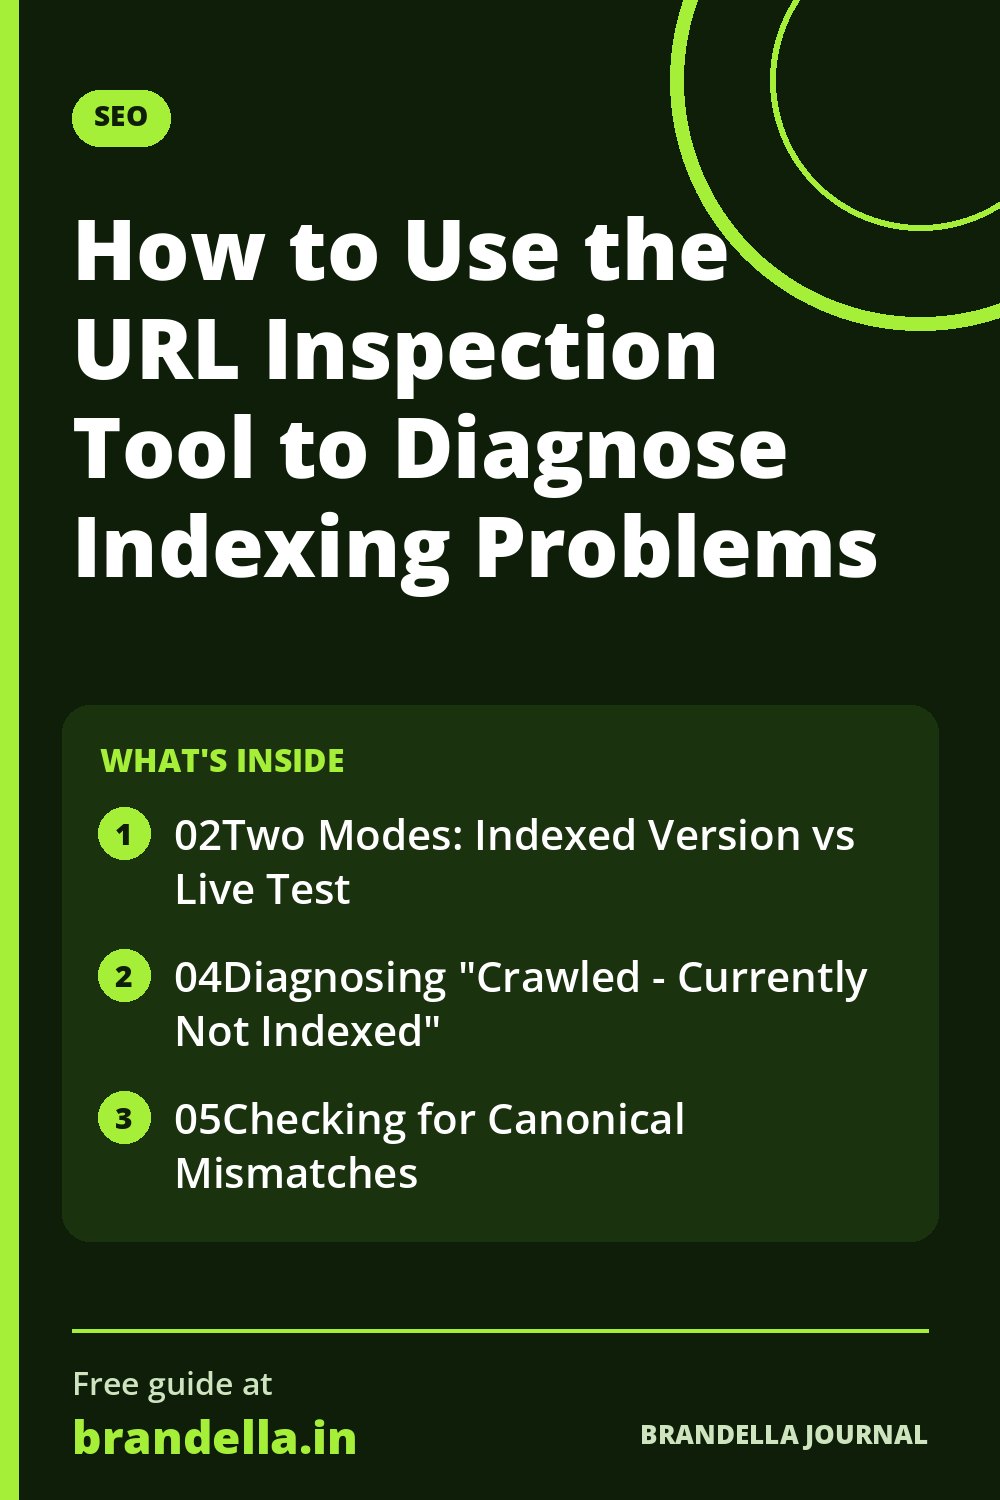 SEO
How to Use the
URL Inspection
Tool to Diagnose
Indexing Problems
WHAT'S INSIDE
1 02Two Modes: Indexed Version vs
Live Test
2 04Diagnosing "Crawled - Currently
Not Indexed"
3 05Checking for Canonical
Mismatches
Free guide at
brandella.in
BRANDELLA JOURNAL